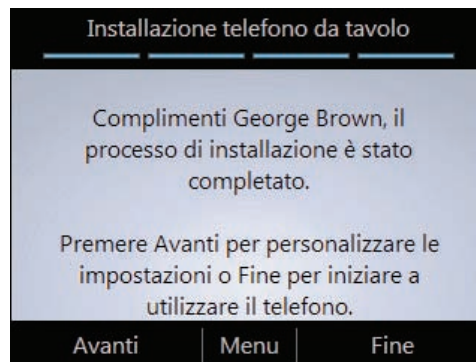 Installazione telefono da tavolo
Complimenti George Brown, il
processo di installazione è stato
completato.
Premere Avanti per personalizzare le
impostazioni o Fine per iniziare a
utilizzare il telefono.
Avanti Menu Fine